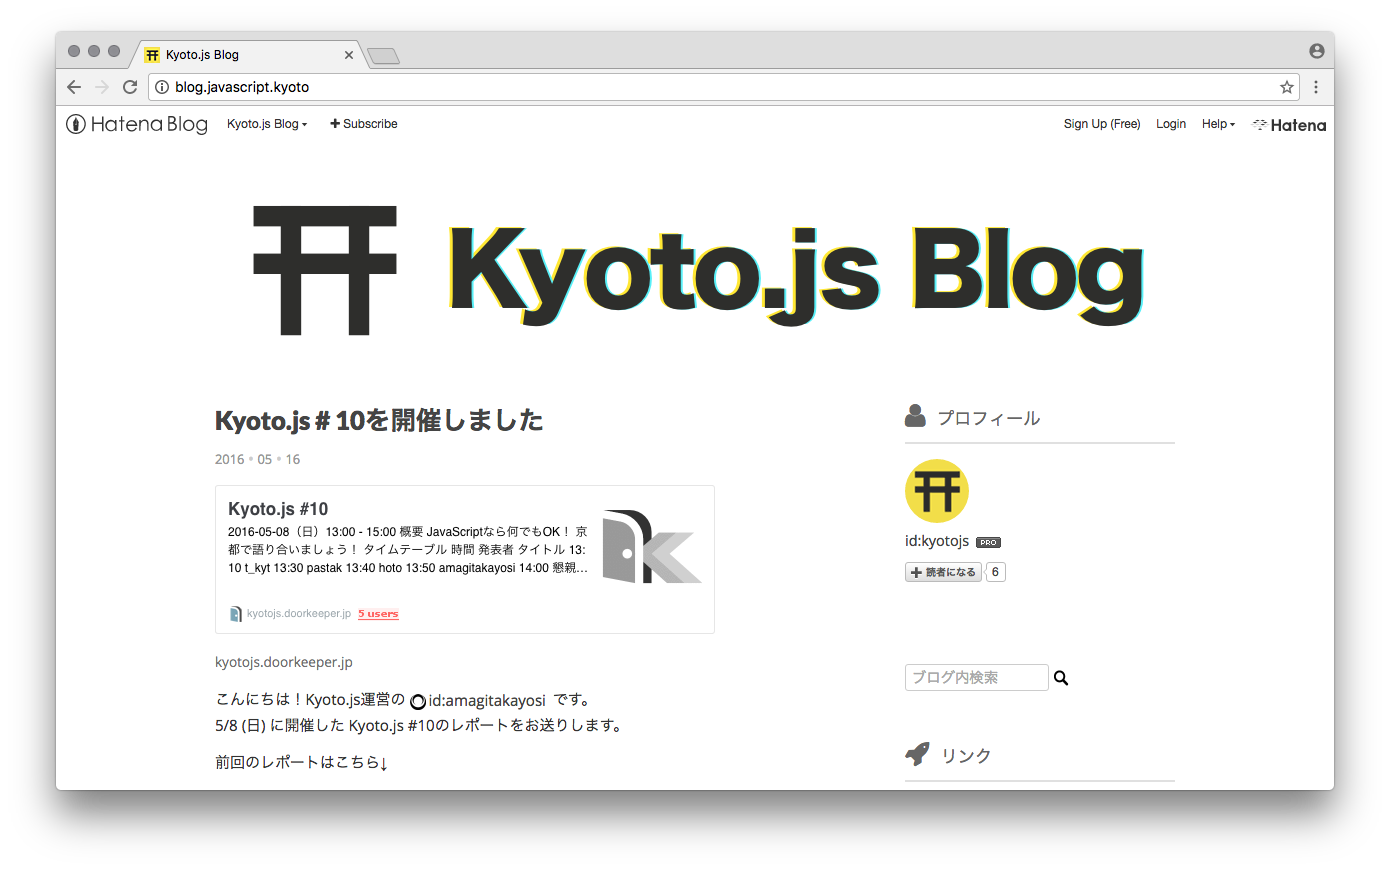 Kyoto.js Blog
blog.javascript.kyoto
Hatena Blog Kyoto.js Blog Subscribe Sign Up (Free) Login Help Hatena
Kyoto.js Blog
Kyoto.js # 10を開催しました
2016 • 05 • 16
Kyoto.js #10
2016-05-08（日）13:00 - 15:00 概要 JavaScriptなら何でもOK！ 京
都で語り合いましょう！ タイムテーブル 時間 発表者 タイトル 13:
10 t_kyt 13:30 pastak 13:40 hoto 13:50 amagitakayosi 14:00 懇親...
kyotojs.doorkeeper.jp 5 users
kyotojs.doorkeeper.jp
こんにちは！Kyoto.js運営の id:amagitakayosi です。
5/8 (日) に開催した Kyoto.js #10のレポートをお送りします。
前回のレポートはこちら↓
プロフィール
id:kyotojs PRO
読者になる 6
ブログ内検索
リンク